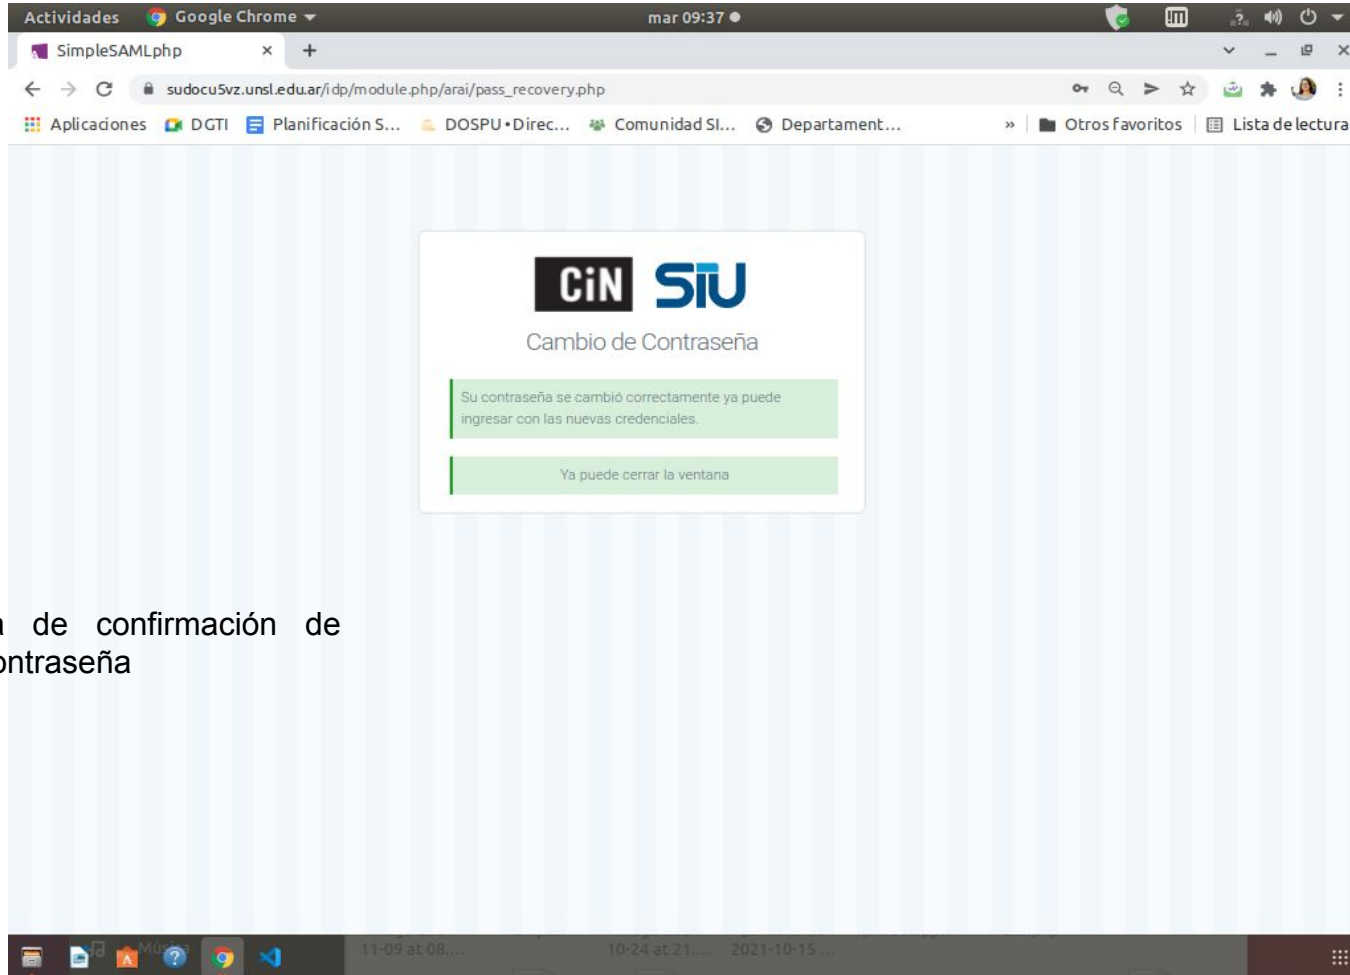 Actividades Google Chrome mar 09:37
SimpleSAMLphp
sudocu5vz.unsl.edu.ar/idp/module.php/arai/pass_recovery.php
Aplicaciones DGTI Planificación S... DOSPU•Direc... Comunidad SI... Departament... » Otros favoritos Lista de lectura
CiN SIU
Cambio de Contraseña
Su contraseña se cambió correctamente ya puede
ingresar con las nuevas credenciales.
Ya puede cerrar la ventana
de confirmación de
ontraseña
11-09 at 08.... 10-24 at 21.... 2021-10-15 ...